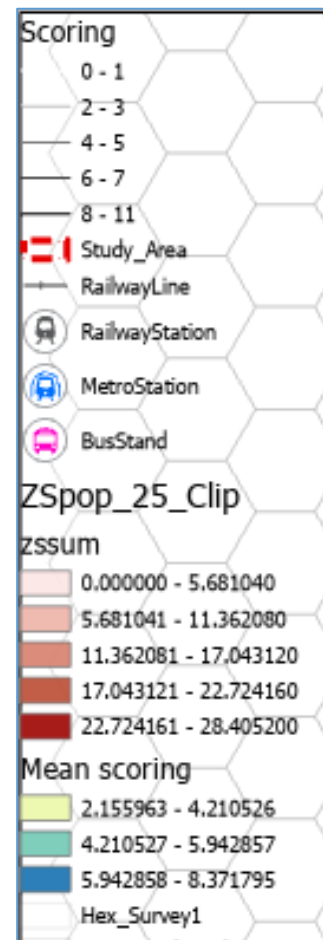 Scoring
0 - 1
2 - 3
4 - 5
6 - 7
8 - 11
Study_Area
RailwayLine
RailwayStation
MetroStation
BusStand
ZSpop_25_Clip
zssum
0.000000 - 5.681040
5.681041 - 11.362080
11.362081 - 17.043120
17.043121 - 22.724160
22.724161 - 28.405200
Mean scoring
2.155963 - 4.210526
4.210527 - 5.942857
5.942858 - 8.371795
Hex_Survey1